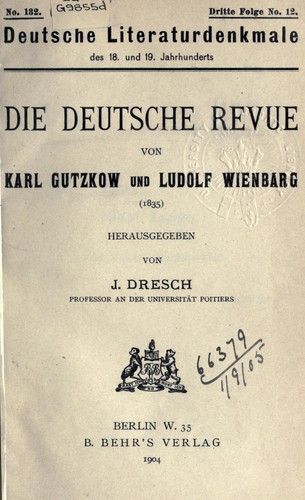 G9855d
No. 132.
Dritte Folge No. 12.
Deutsche Literaturdenkmale
des 18. und 19. Jahrhunderts
DIE DEUTSCHE REVUE
VON
KARL GUTZKOW UND LUDOLF WIENBARG
(1835)
HERAUSGEGEBEN
VON
J. DRESCH
PROFESSOR AN DER UNIVERSITÄT POITIERS
66379
1/9/05
BERLIN W. 35
B. BEHR'S VERLAG
1904